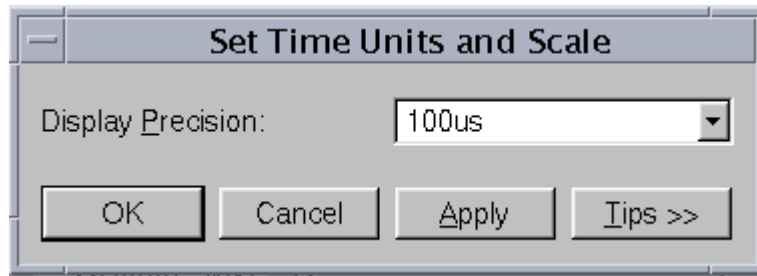 Set Time Units and Scale
Display Precision: 100us
OK Cancel Apply Tips >>